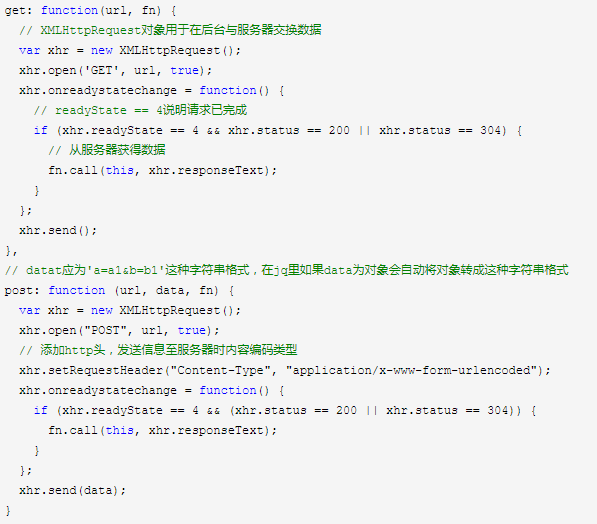 get: function(url, fn) {
// XMLHttpRequest对象用于在后台与服务器交换数据
var xhr = new XMLHttpRequest();
xhr.open('GET', url, true);
xhr.onreadystatechange = function() {
// readyState == 4说明请求已完成
if (xhr.readyState == 4 && xhr.status == 200 || xhr.status == 304) {
// 从服务器获得数据
fn.call(this, xhr.responseText);
}
};
xhr.send();
},
// datat应为'a=a1&b=b1'这种字符串格式，在jq里如果data为对象会自动将对象转成这种字符串格式
post: function (url, data, fn) {
var xhr = new XMLHttpRequest();
xhr.open("POST", url, true);
// 添加http头，发送信息至服务器时内容编码类型
xhr.setRequestHeader("Content-Type", "application/x-www-form-urlencoded");
xhr.onreadystatechange = function() {
if (xhr.readyState == 4 && (xhr.status == 200 || xhr.status == 304)) {
fn.call(this, xhr.responseText);
}
};
xhr.send(data);
}